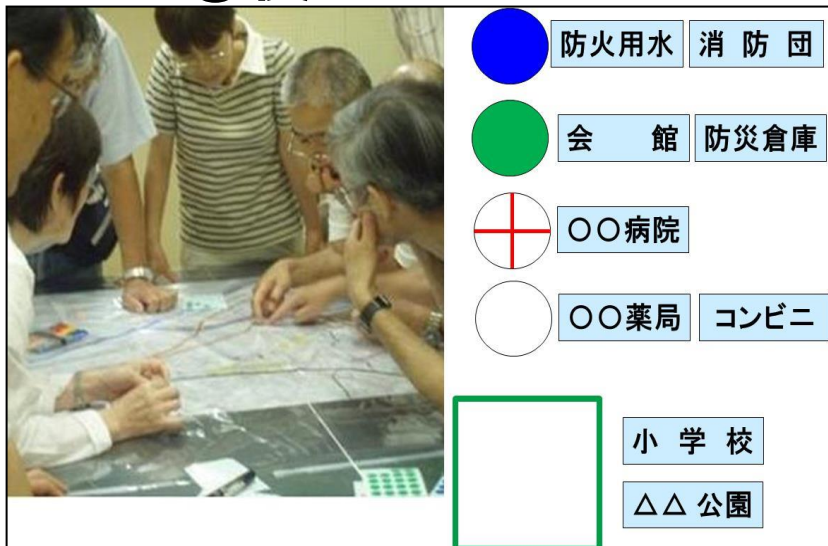 防火用水 消防団
会館 防災倉庫
〇〇病院
〇〇薬局 コンビニ
小学校
△△公園